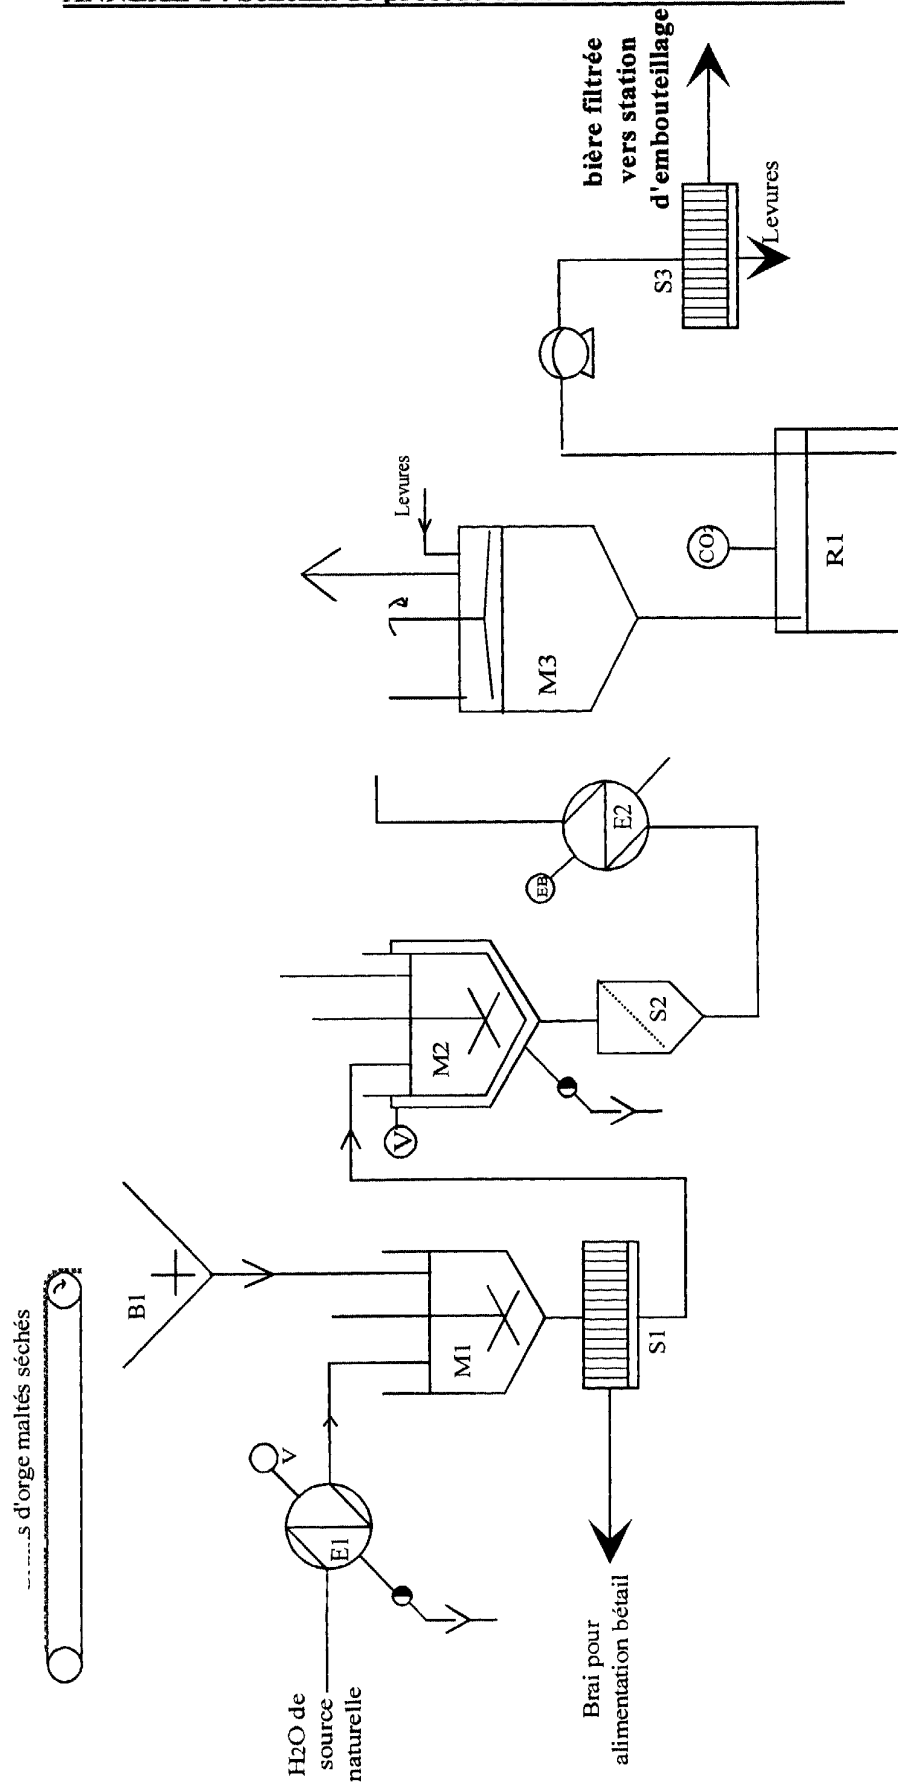 d'orge maltés séchés
B1
H2O de
source
naturelle
E1
V
M1
S1
Brai pour
alimentation bétail
V
M2
S2
EB
E2
M3
Levures
CO2
R1
S3
Levures
bière filtrée
vers station
d'embouteillage